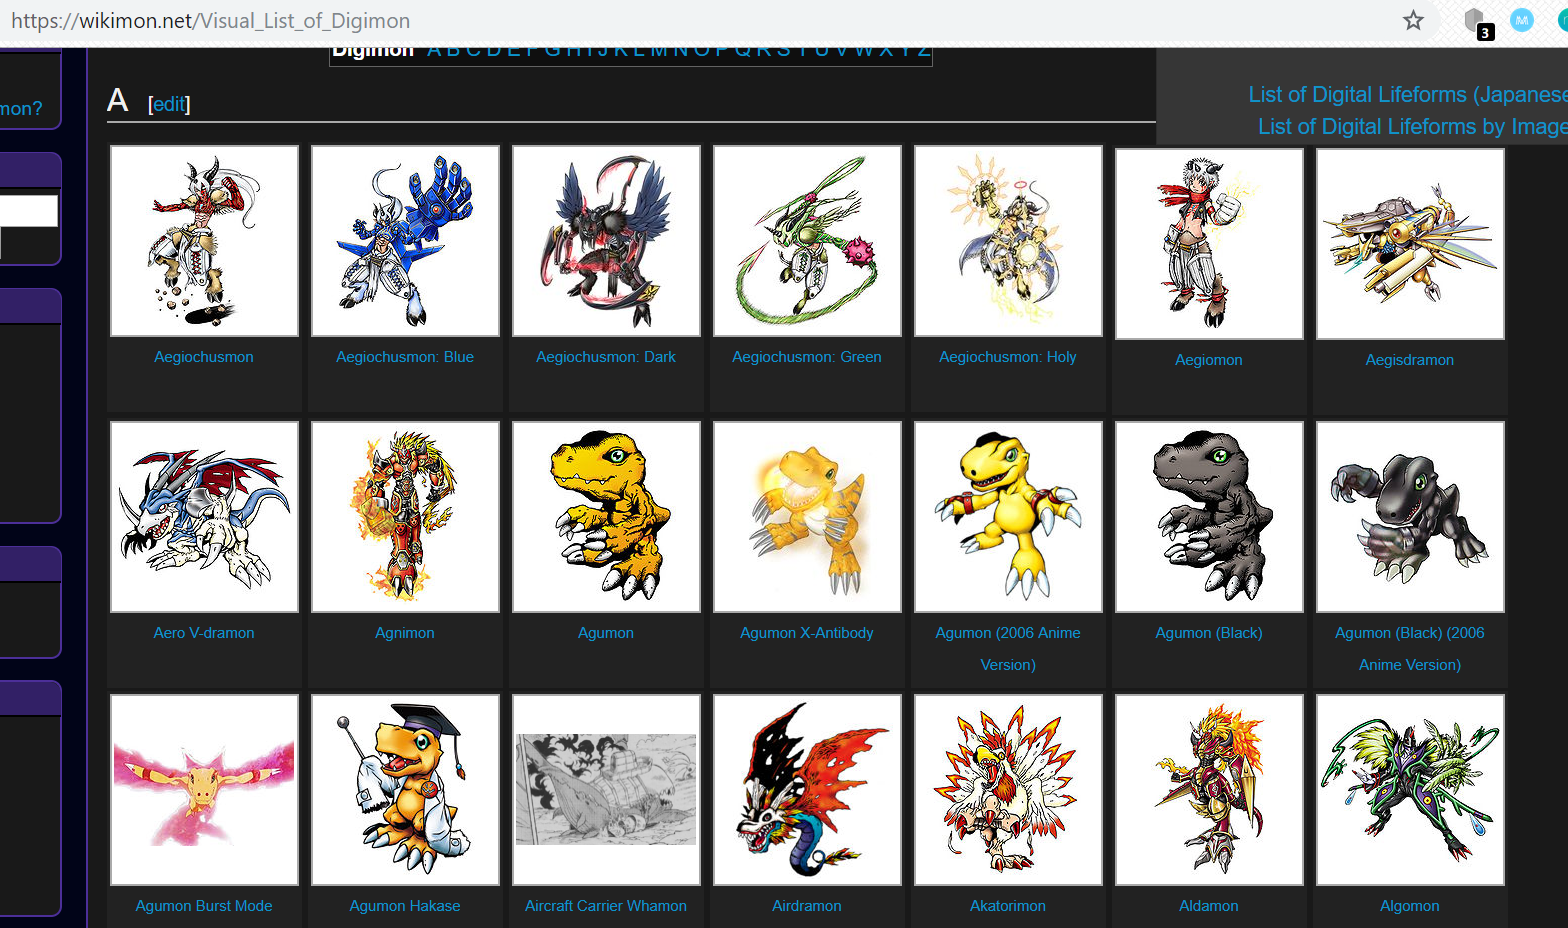 https://wikimon.net/Visual_List_of_Digimon
3
Digimon A B C D E F G H I J K L M N O P Q R S T U V W X Y Z
List of Digital Lifeforms (Japanese
List of Digital Lifeforms by Image
mon?
A [edit]
Aegiochusmon
Aegiochusmon: Blue
Aegiochusmon: Dark
Aegiochusmon: Green
Aegiochusmon: Holy
Aegiomon
Aegisdramon
Aero V-dramon
Agnimon
Agumon
Agumon X-Antibody
Agumon (2006 Anime
Version)
Agumon (Black)
Agumon (Black) (2006
Anime Version)
Agumon Burst Mode
Agumon Hakase
Aircraft Carrier Whamon
Airdramon
Akatorimon
Aldamon
Algomon